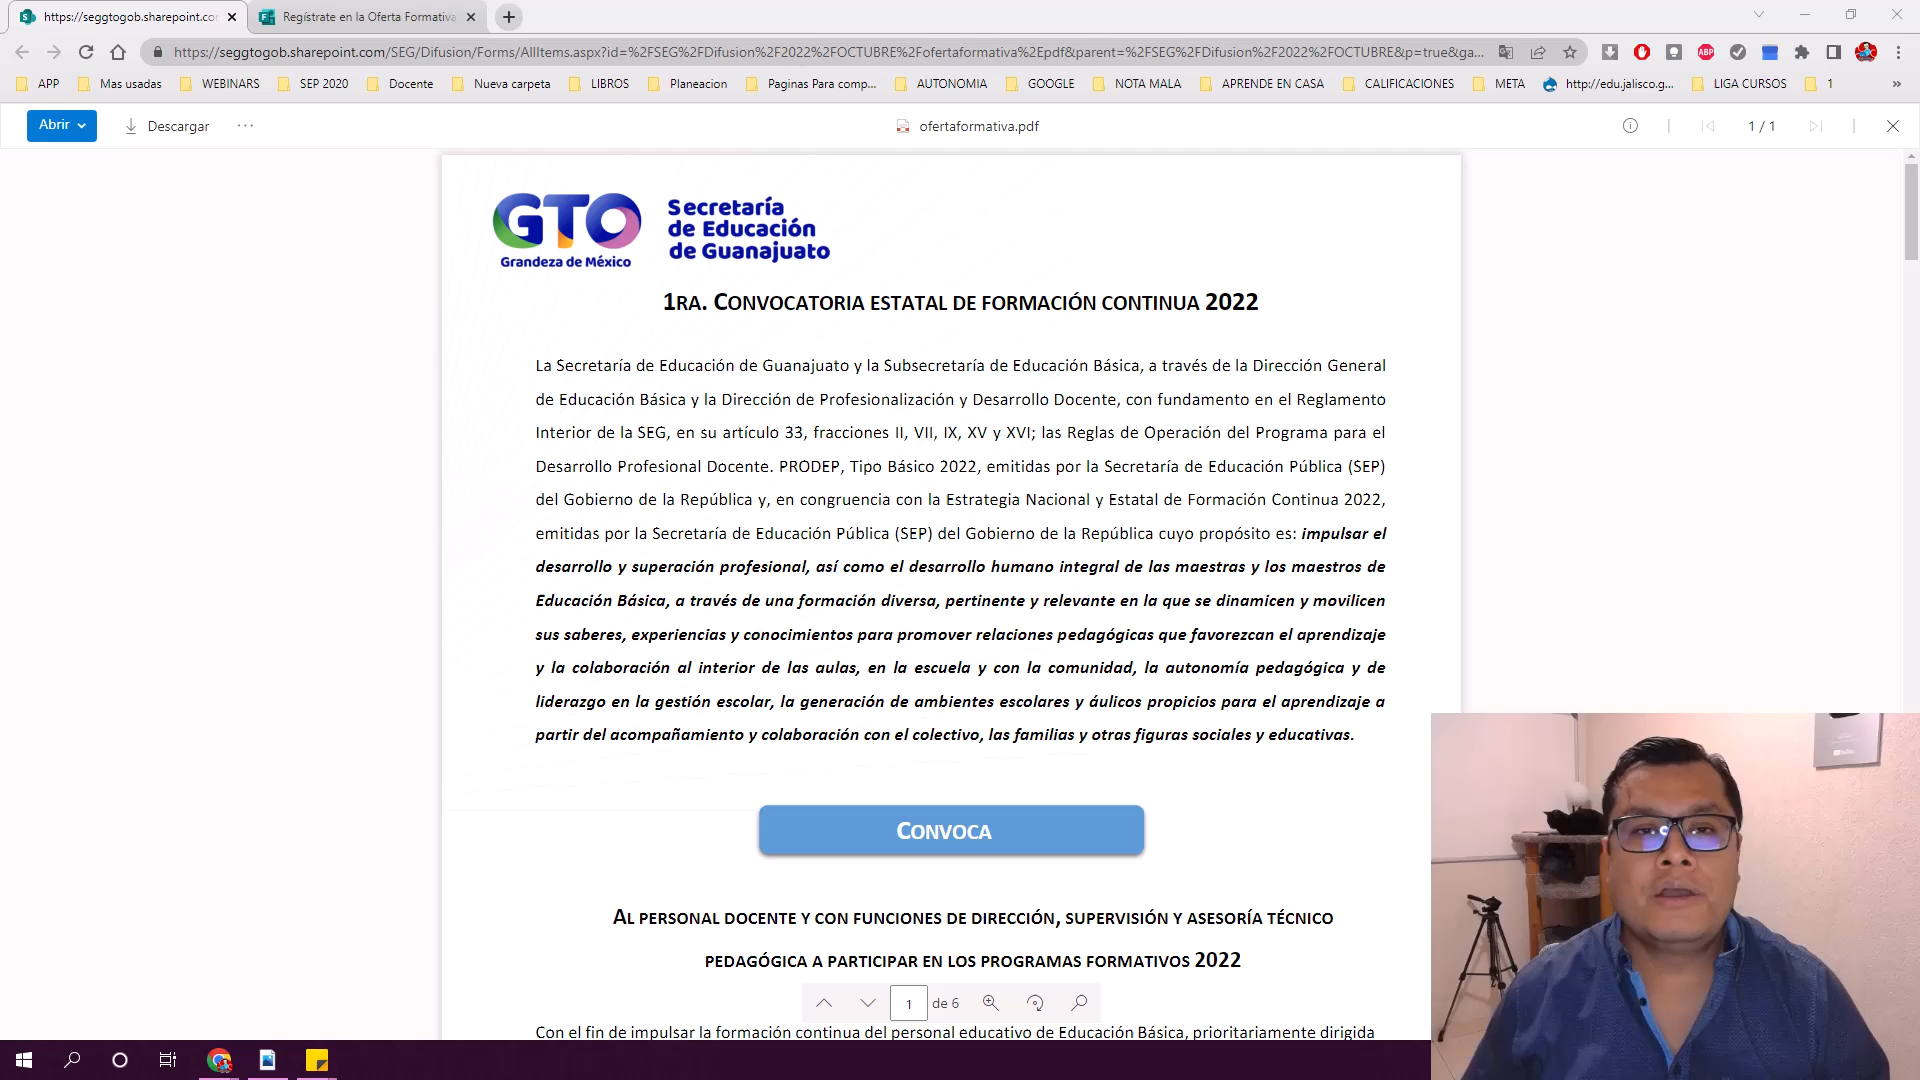 https://seggtogob.sharepoint.cor
Regístrate en la Oferta Formativa
https://seggtogob.sharepoint.com/SEG/Difusion/Forms/AllItems.aspx?id=%2FSEG%2FDifusion%2F2022%2FOCTUBRE%2Fofertaformativa%2Epdf&parent=%2FSEG%2FDifusion%2F2022%2FOCTUBRE&p=true&ga...
ABP
APP Mas usadas WEBINARS SEP 2020 Docente Nueva carpeta LIBROS Planeacion Paginas Para comp... AUTONOMIA GOOGLE NOTA MALA APRENDE EN CASA CALIFICACIONES META http://edu.jalisco.g... LIGA CURSOS 1 »
Abrir Descargar ··· ofertaformativa.pdf 1 / 1
GTO
Grandeza de México
Secretaría
de Educación
de Guanajuato
1RA. CONVOCATORIA ESTATAL DE FORMACIÓN CONTINUA 2022
La Secretaría de Educación de Guanajuato y la Subsecretaría de Educación Básica, a través de la Dirección General
de Educación Básica y la Dirección de Profesionalización y Desarrollo Docente, con fundamento en el Reglamento
Interior de la SEG, en su artículo 33, fracciones II, VII, IX, XV y XVI; las Reglas de Operación del Programa para el
Desarrollo Profesional Docente. PRODEP, Tipo Básico 2022, emitidas por la Secretaría de Educación Pública (SEP)
del Gobierno de la República y, en congruencia con la Estrategia Nacional y Estatal de Formación Continua 2022,
emitidas por la Secretaría de Educación Pública (SEP) del Gobierno de la República cuyo propósito es: impulsar el
desarrollo y superación profesional, así como el desarrollo humano integral de las maestras y los maestros de
Educación Básica, a través de una formación diversa, pertinente y relevante en la que se dinamicen y movilicen
sus saberes, experiencias y conocimientos para promover relaciones pedagógicas que favorezcan el aprendizaje
y la colaboración al interior de las aulas, en la escuela y con la comunidad, la autonomía pedagógica y de
liderazgo en la gestión escolar, la generación de ambientes escolares y áulicos propicios para el aprendizaje a
partir del acompañamiento y colaboración con el colectivo, las familias y otras figuras sociales y educativas.
CONVOCA
AL PERSONAL DOCENTE Y CON FUNCIONES DE DIRECCIÓN, SUPERVISIÓN Y ASESORÍA TÉCNICO
PEDAGÓGICA A PARTICIPAR EN LOS PROGRAMAS FORMATIVOS 2022
1 de 6
Con el fin de impulsar la formación continua del personal educativo de Educación Básica, prioritariamente dirigida